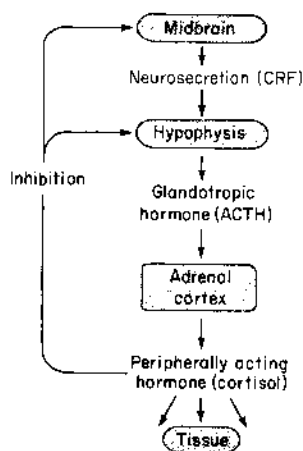 Midbrain
Neurosecretion (CRF)
Hypophysis
Inhibition
Glandotropic
hormone (ACTH)
Adrenal
cortex
Peripherally acting
hormone (cortisol)
Tissue